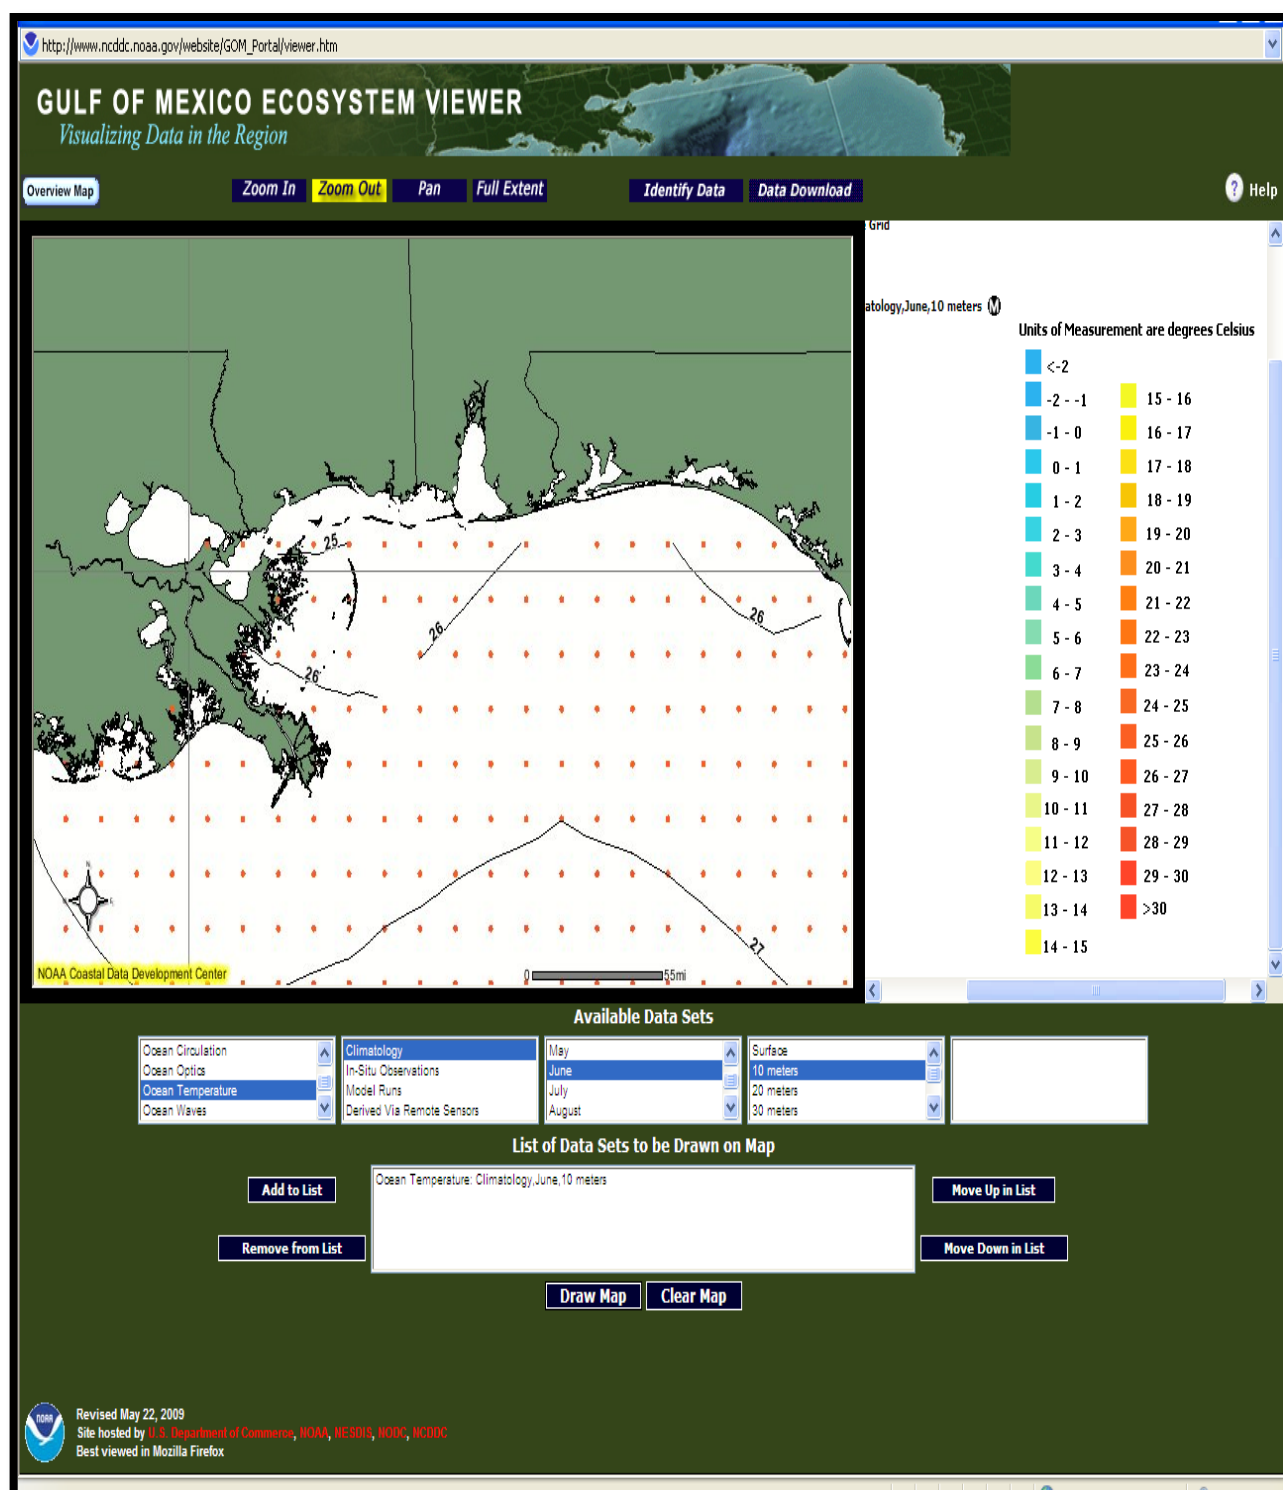 http://www.ncddc.noaa.gov/website/GOM_Portal/viewer.htm
GULF OF MEXICO ECOSYSTEM VIEWER
Visualizing Data in the Region
Overview Map
Zoom In
Zoom Out
Pan
Full Extent
Identify Data
Data Download
? Help
Grid
atology,June,10 meters M
Units of Measurement are degrees Celsius
<-2
-2 - -1
-1 - 0
0 - 1
1 - 2
2 - 3
3 - 4
4 - 5
5 - 6
6 - 7
7 - 8
8 - 9
9 - 10
10 - 11
11 - 12
12 - 13
13 - 14
14 - 15
15 - 16
16 - 17
17 - 18
18 - 19
19 - 20
20 - 21
21 - 22
22 - 23
23 - 24
24 - 25
25 - 26
26 - 27
27 - 28
28 - 29
29 - 30
>30
25
26
26
26
27
N
NOAA Coastal Data Development Center
0 55mi
Available Data Sets
Ocean Circulation
Ocean Optics
Ocean Temperature
Ocean Waves
Climatology
In-Situ Observations
Model Runs
Derived Via Remote Sensors
May
June
July
August
Surface
10 meters
20 meters
30 meters
List of Data Sets to be Drawn on Map
Add to List
Remove from List
Ocean Temperature: Climatology,June,10 meters
Move Up in List
Move Down in List
Draw Map
Clear Map
NOAA
Revised May 22, 2009
Site hosted by U.S. Department of Commerce, NOAA, NESDIS, NODC, NCDDC
Best viewed in Mozilla Firefox